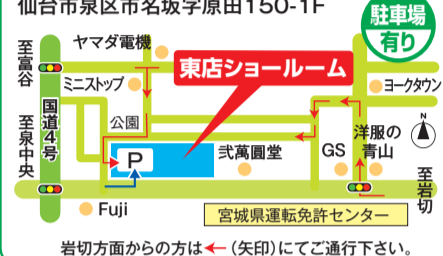 仙台市泉区市名坂字原田150-1F
駐車場
有り
至富谷
ヤマダ電機
東店ショールーム
ミニストップ
ヨークタウン
国道4号
公園
N
至泉中央
P
弐萬圓堂
GS
洋服の
青山
至岩切
Fuji
宮城県運転免許センター
岩切方面からの方は←(矢印)にてご通行下さい。